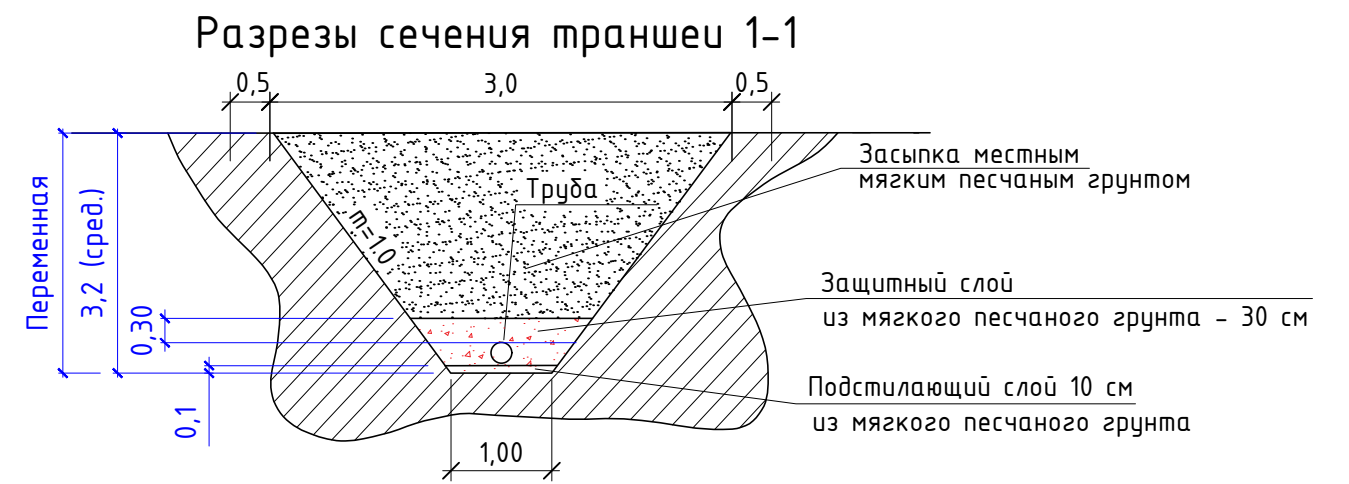 Разрезы сечения траншеи 1-1
0,5
3,0
0,5
Засыпка местным
мягким песчаным грунтом
Труба
m=10
Переменная
3,2 (сред.)
0,30
Защитный слой
из мягкого песчаного грунта - 30 см
Подстилающий слой 10 см
из мягкого песчаного грунта
0,1
1,00